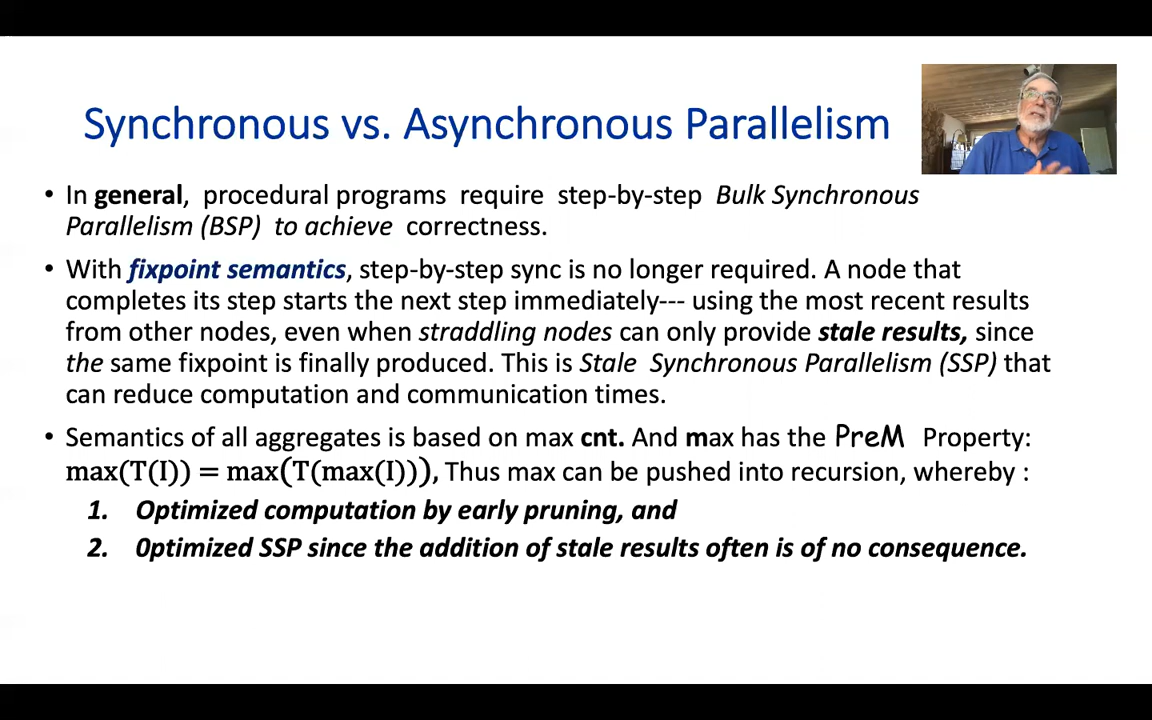 Synchronous vs. Asynchronous Parallelism
• In general, procedural programs require step-by-step Bulk Synchronous
Parallelism (BSP) to achieve correctness.
• With fixpoint semantics, step-by-step sync is no longer required. A node that
completes its step starts the next step immediately--- using the most recent results
from other nodes, even when straddling nodes can only provide stale results, since
the same fixpoint is finally produced. This is Stale Synchronous Parallelism (SSP) that
can reduce computation and communication times.
• Semantics of all aggregates is based on max cnt. And max has the PreM Property:
max(T(I)) = max(T(max(I))), Thus max can be pushed into recursion, whereby :
1. Optimized computation by early pruning, and
2. 0ptimized SSP since the addition of stale results often is of no consequence.